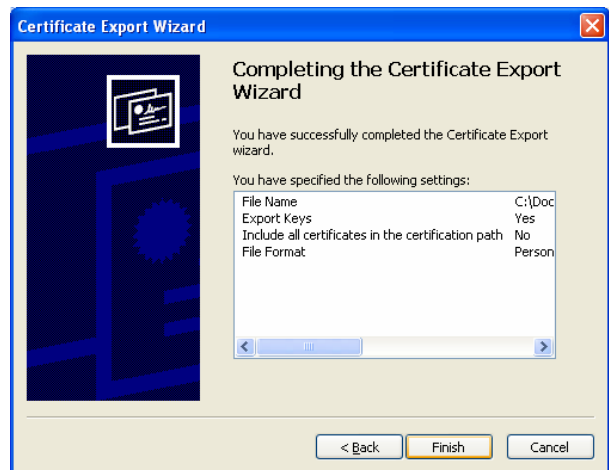 Certificate Export Wizard
Completing the Certificate Export
Wizard
You have successfully completed the Certificate Export
wizard.
You have specified the following settings:
File Name C:\Doc
Export Keys Yes
Include all certificates in the certification path No
File Format Person
< Back Finish Cancel